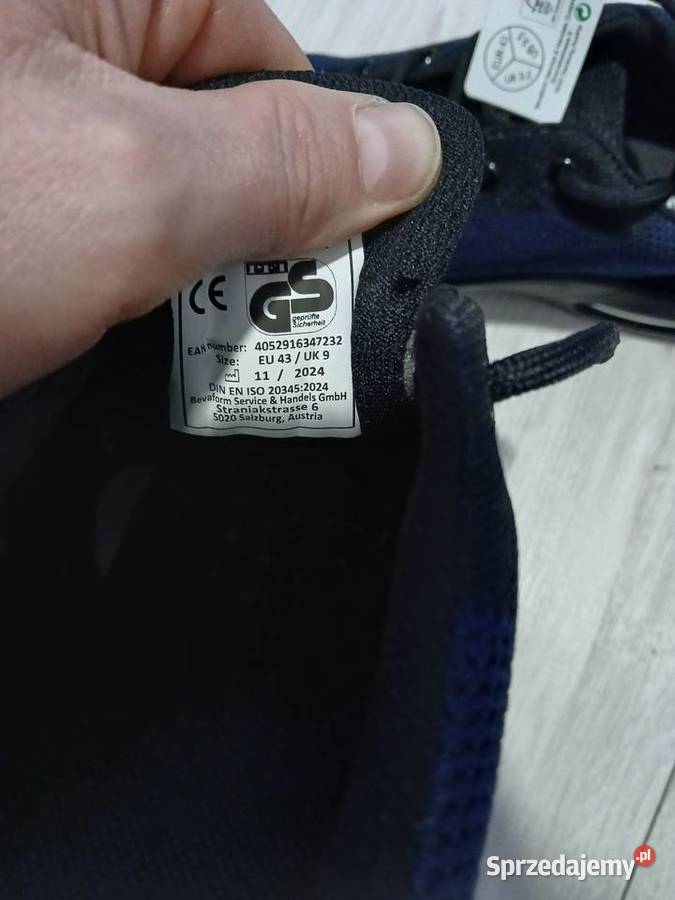 PFI
CE
GS
geprüfte
Sicherheit
EAN number: 4052916347232
Size: EU 43 / UK 9
11 / 2024
DIN EN ISO 20345:2024
Bevaform Service & Handels GmbH
Straniakstrasse 6
5020 Salzburg, Austria
Sprzedajemy.pl